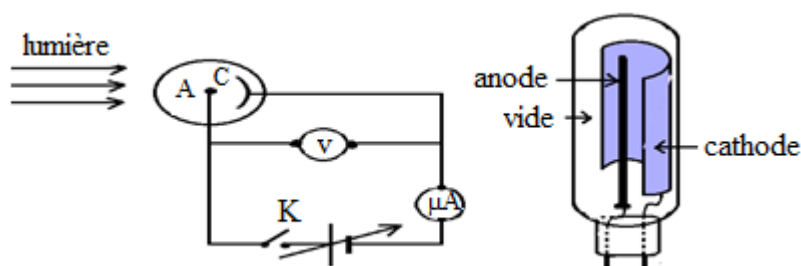 lumière
A C
v
K
μA
anode
vide
cathode